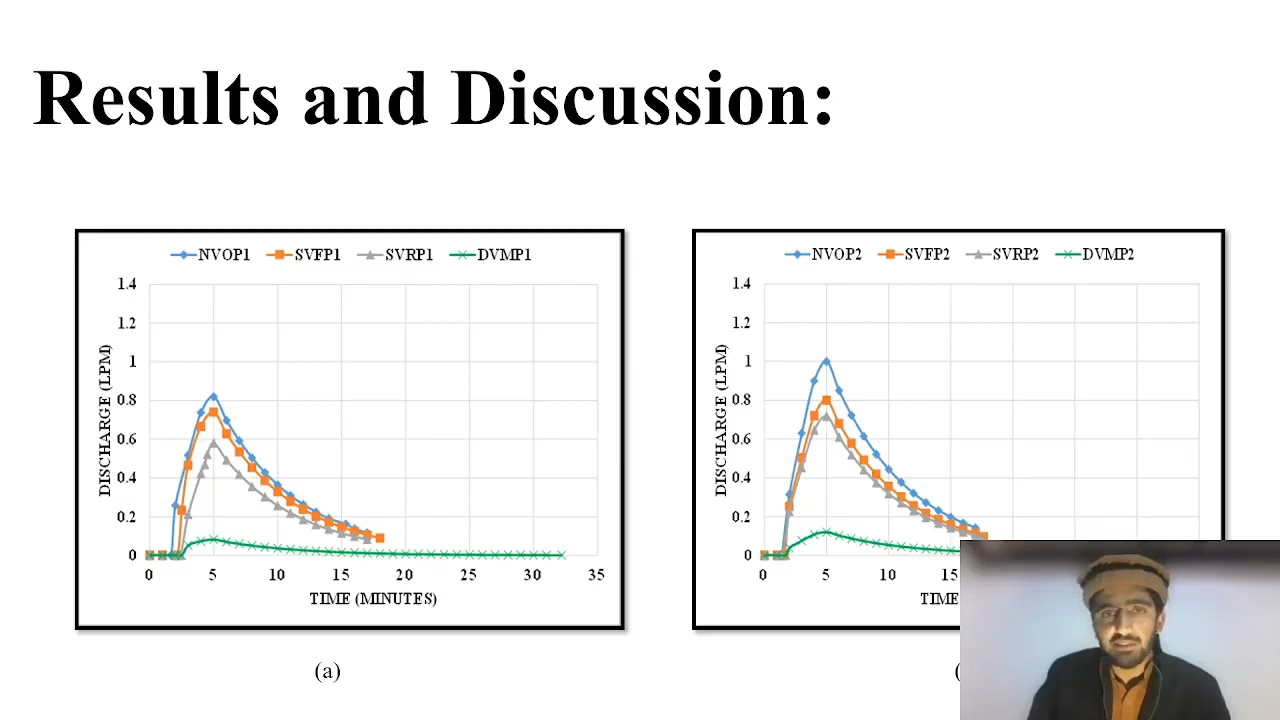 Results and Discussion:
NVOP1 SVFP1 SVRP1 DVMP1
1.4
1.2
1
0.8
0.6
0.4
0.2
0
DISCHARGE (LPM)
0 5 10 15 20 25 30 35
TIME (MINUTES)
(a)
NVOP2 SVFP2 SVRP2 DVMP2
1.4
1.2
1
0.8
0.6
0.4
0.2
0
DISCHARGE (LPM)
0 5 10 15
TIME